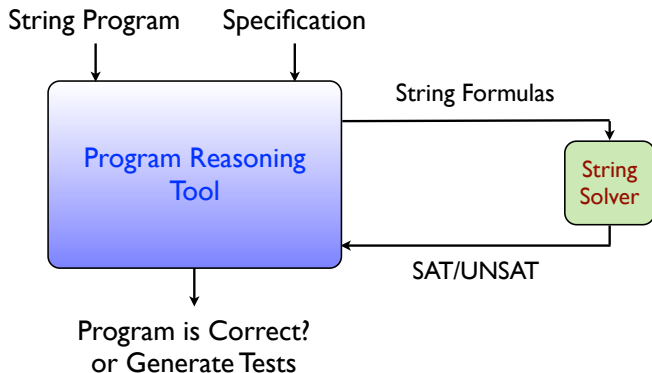 String Program
Specification
String Formulas
Program Reasoning
Tool
String
Solver
SAT/UNSAT
Program is Correct?
or Generate Tests